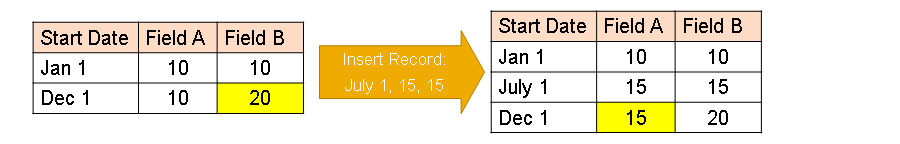 Start Date Field A Field B
Jan 1 10 10
Dec 1 10 20
Insert Record:
July 1, 15, 15
Start Date Field A Field B
Jan 1 10 10
July 1 15 15
Dec 1 15 20